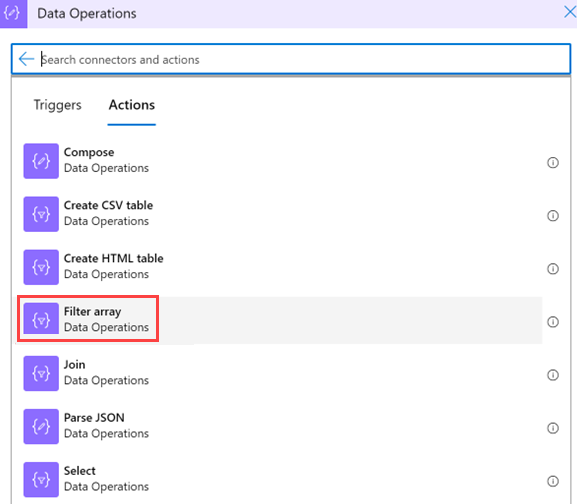 Data Operations
Search connectors and actions
Triggers
Actions
Compose
Data Operations
Create CSV table
Data Operations
Create HTML table
Data Operations
Filter array
Data Operations
Join
Data Operations
Parse JSON
Data Operations
Select
Data Operations